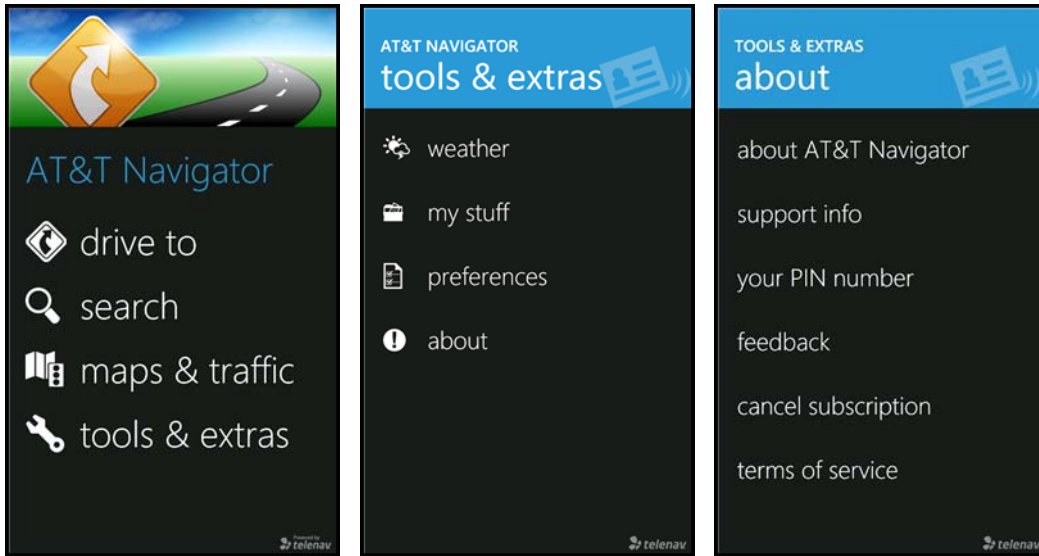 AT&T Navigator
drive to
search
maps & traffic
tools & extras
Powered by
telenav
AT&T NAVIGATOR
tools & extras
weather
my stuff
preferences
about
telenav
TOOLS & EXTRAS
about
about AT&T Navigator
support info
your PIN number
feedback
cancel subscription
terms of service
telenav